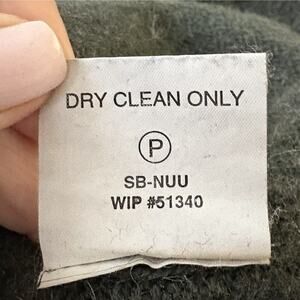 DRY CLEAN ONLY
P
SB-NUU
WIP #51340